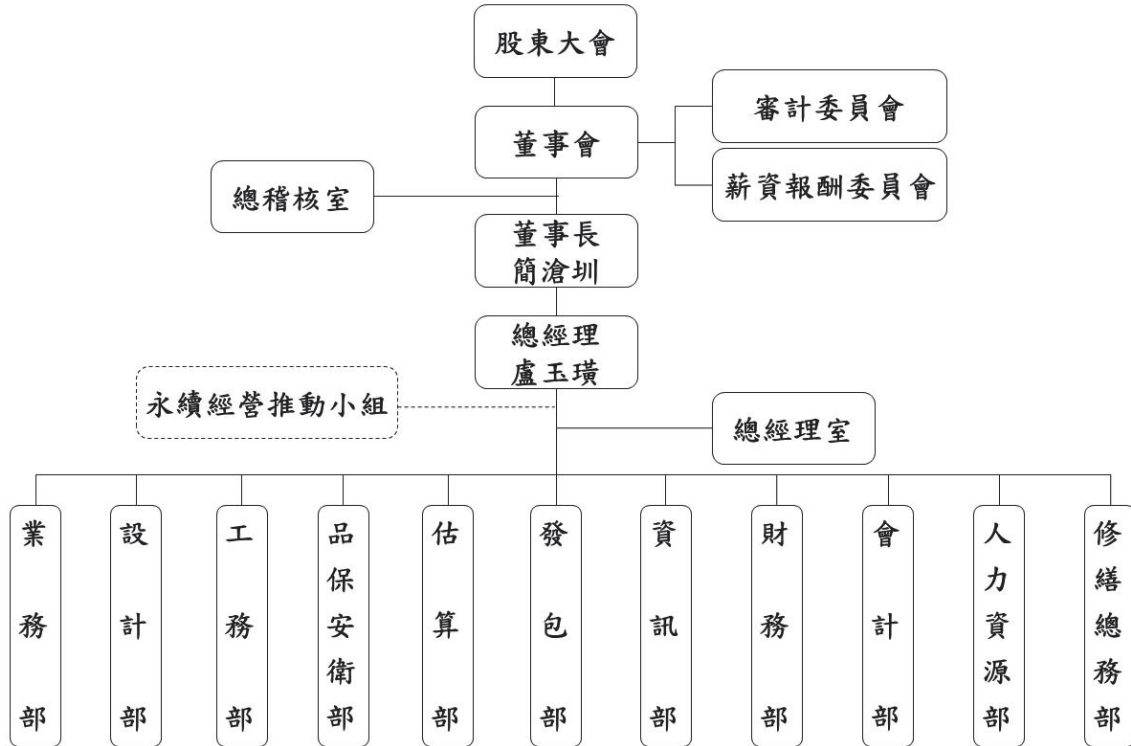 股東大會
董事會
審計委員會
薪資報酬委員會
總稽核室
董事長
簡滄圳
總經理
盧玉璜
永續經營推動小組
總經理室
業務部
設計部
工務部
品保安衛部
估算部
發包部
資訊部
財務部
會計部
人力資源部
修繕總務部